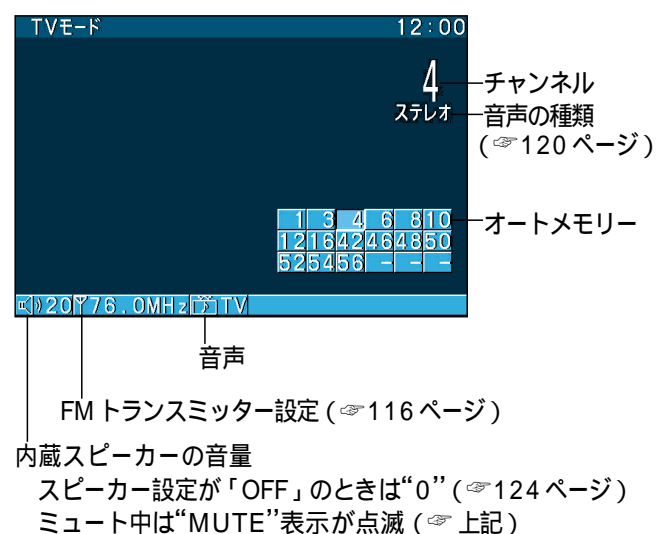 TVモード 12:00
4 チャンネル
ステレオ 音声の種類
(☞120ページ)
1 3 4 6 8 10 オートメモリー
12 16 42 46 48 50
52 54 56 – – –
20 76.0MHz TV
音声
FMトランスミッター設定(☞116ページ)
内蔵スピーカーの音量
スピーカー設定が「OFF」のときは“0”(☞124ページ)
ミュート中は“MUTE”表示が点滅(☞上記)